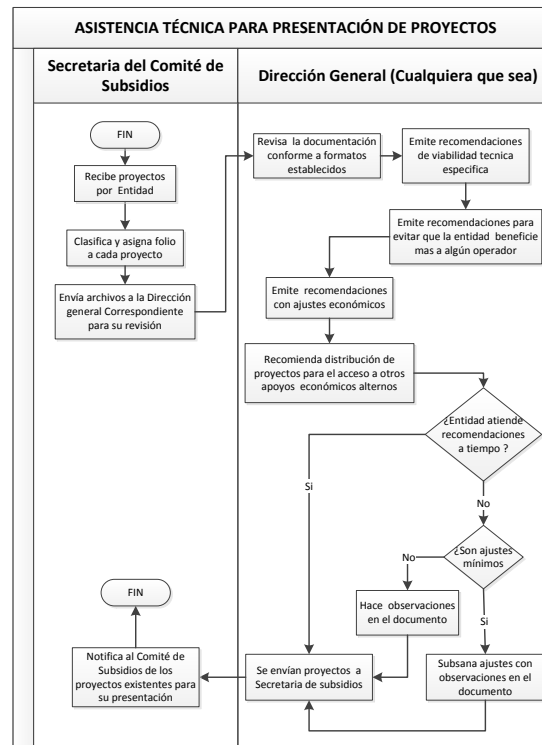 ASISTENCIA TÉCNICA PARA PRESENTACIÓN DE PROYECTOS
Secretaria del Comité de
Subsidios
Dirección General (Cualquiera que sea)
FIN
Recibe proyectos
por Entidad
Clasifica y asigna folio
a cada proyecto
Envía archivos a la Dirección
general Correspondiente
para su revisión
Revisa la documentación
conforme a formatos
establecidos
Emite recomendaciones
de viabilidad tecnica
especifica
Emite recomendaciones para
evitar que la entidad beneficie
mas a algún operador
Emite recomendaciones
con ajustes económicos
Recomienda distribución de
proyectos para el acceso a otros
apoyos económicos alternos
¿Entidad atiende
recomendaciones
a tiempo ?
Si
No
¿Son ajustes
mínimos
No
Si
Hace observaciones
en el documento
Subsana ajustes con
observaciones en el
documento
Se envían proyectos a
Secretaria de subsidios
Notifica al Comité de
Subsidios de los
proyectos existentes para
su presentación
FIN